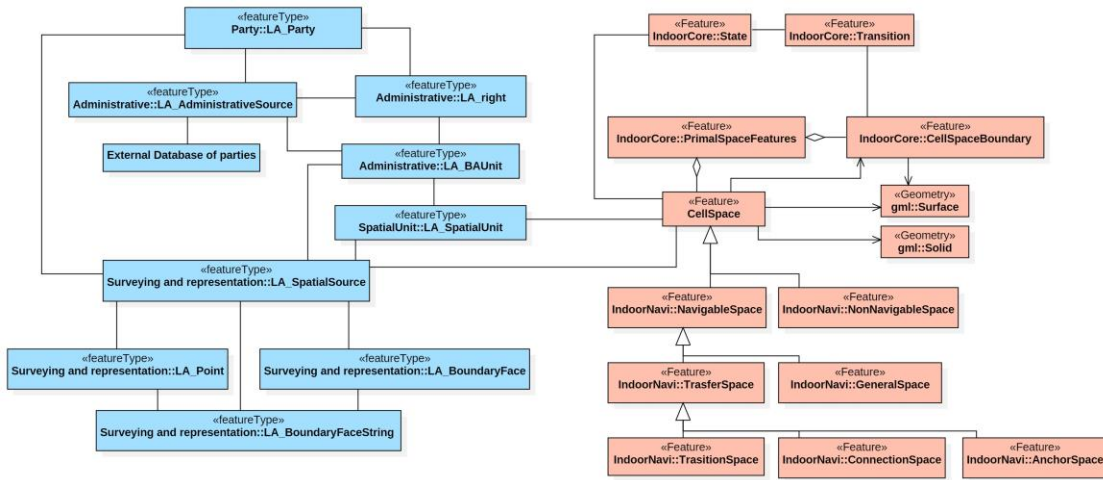 «featureType»
Party::LA_Party
«featureType»
Administrative::LA_AdministrativeSource
«featureType»
Administrative::LA_right
External Database of parties
«featureType»
Administrative::LA_BAUnit
«featureType»
SpatialUnit::LA_SpatialUnit
«featureType»
Surveying and representation::LA_SpatialSource
«featureType»
Surveying and representation::LA_Point
«featureType»
Surveying and representation::LA_BoundaryFace
«featureType»
Surveying and representation::LA_BoundaryFaceString
«Feature»
IndoorCore::State
«Feature»
IndoorCore::Transition
«Feature»
IndoorCore::PrimalSpaceFeatures
«Feature»
IndoorCore::CellSpaceBoundary
«Feature»
CellSpace
«Geometry»
gml::Surface
«Geometry»
gml::Solid
«Feature»
IndoorNavi::NavigableSpace
«Feature»
IndoorNavi::NonNavigableSpace
«Feature»
IndoorNavi::TrasferSpace
«Feature»
IndoorNavi::GeneralSpace
«Feature»
IndoorNavi::TrasitionSpace
«Feature»
IndoorNavi::ConnectionSpace
«Feature»
IndoorNavi::AnchorSpace